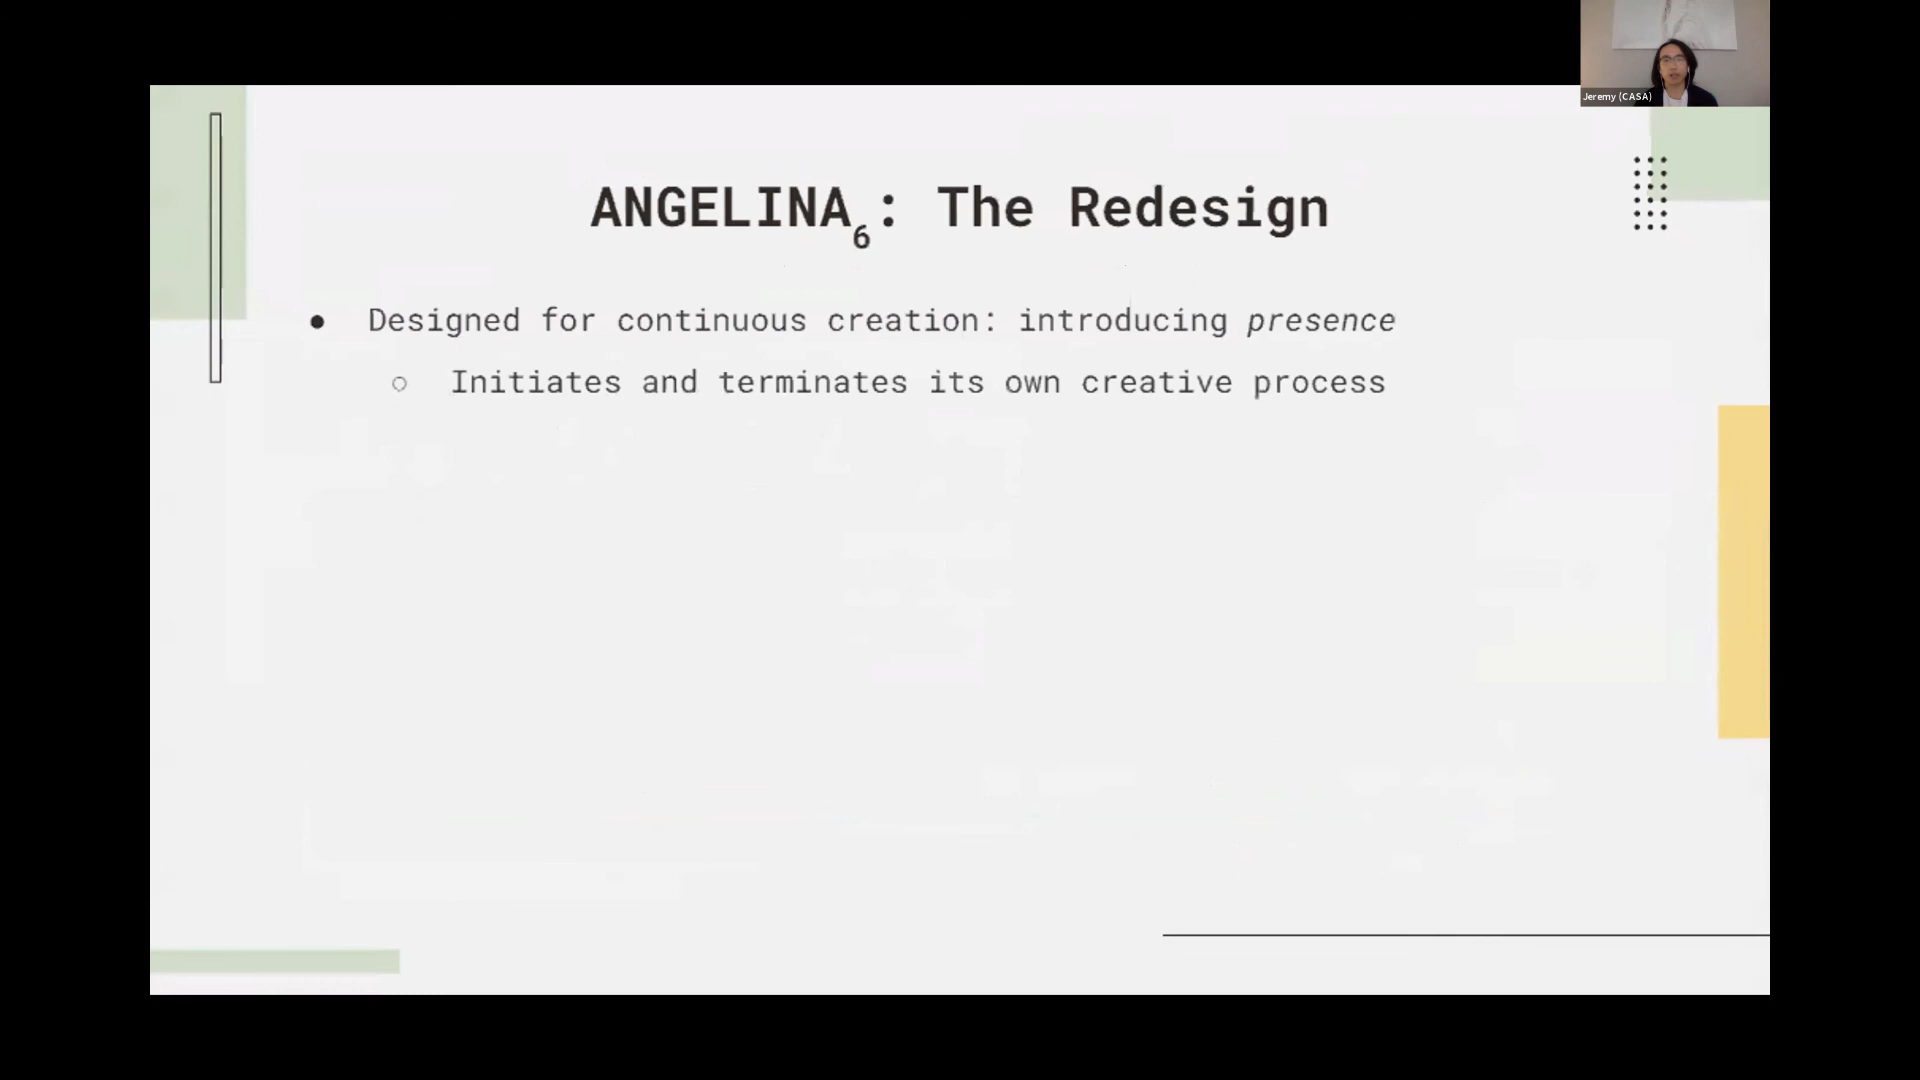 Jeremy (CASA)
ANGELINA₆: The Redesign
● Designed for continuous creation: introducing presence
○ Initiates and terminates its own creative process